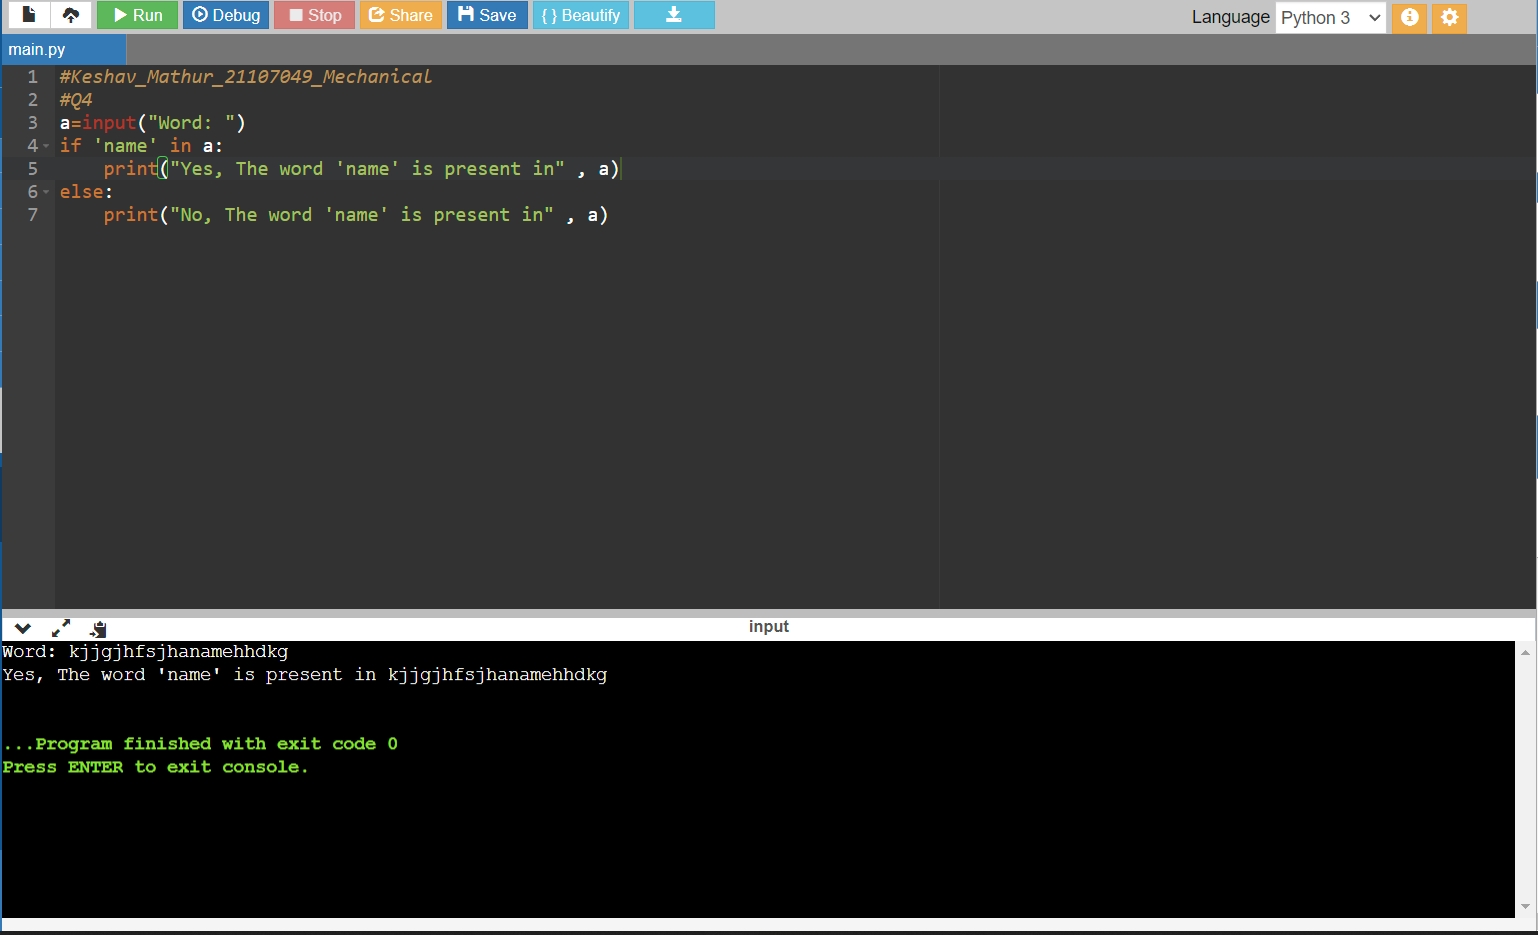 Run Debug Stop Share Save { } Beautify Language Python 3
main.py
1 #Keshav_Mathur_21107049_Mechanical
2 #Q4
3 a=input("Word: ")
4 if 'name' in a:
5     print("Yes, The word 'name' is present in" , a)
6 else:
7     print("No, The word 'name' is present in" , a)
input
Word: kjjgjhfsjhanamehhdkg
Yes, The word 'name' is present in kjjgjhfsjhanamehhdkg
...Program finished with exit code 0
Press ENTER to exit console.